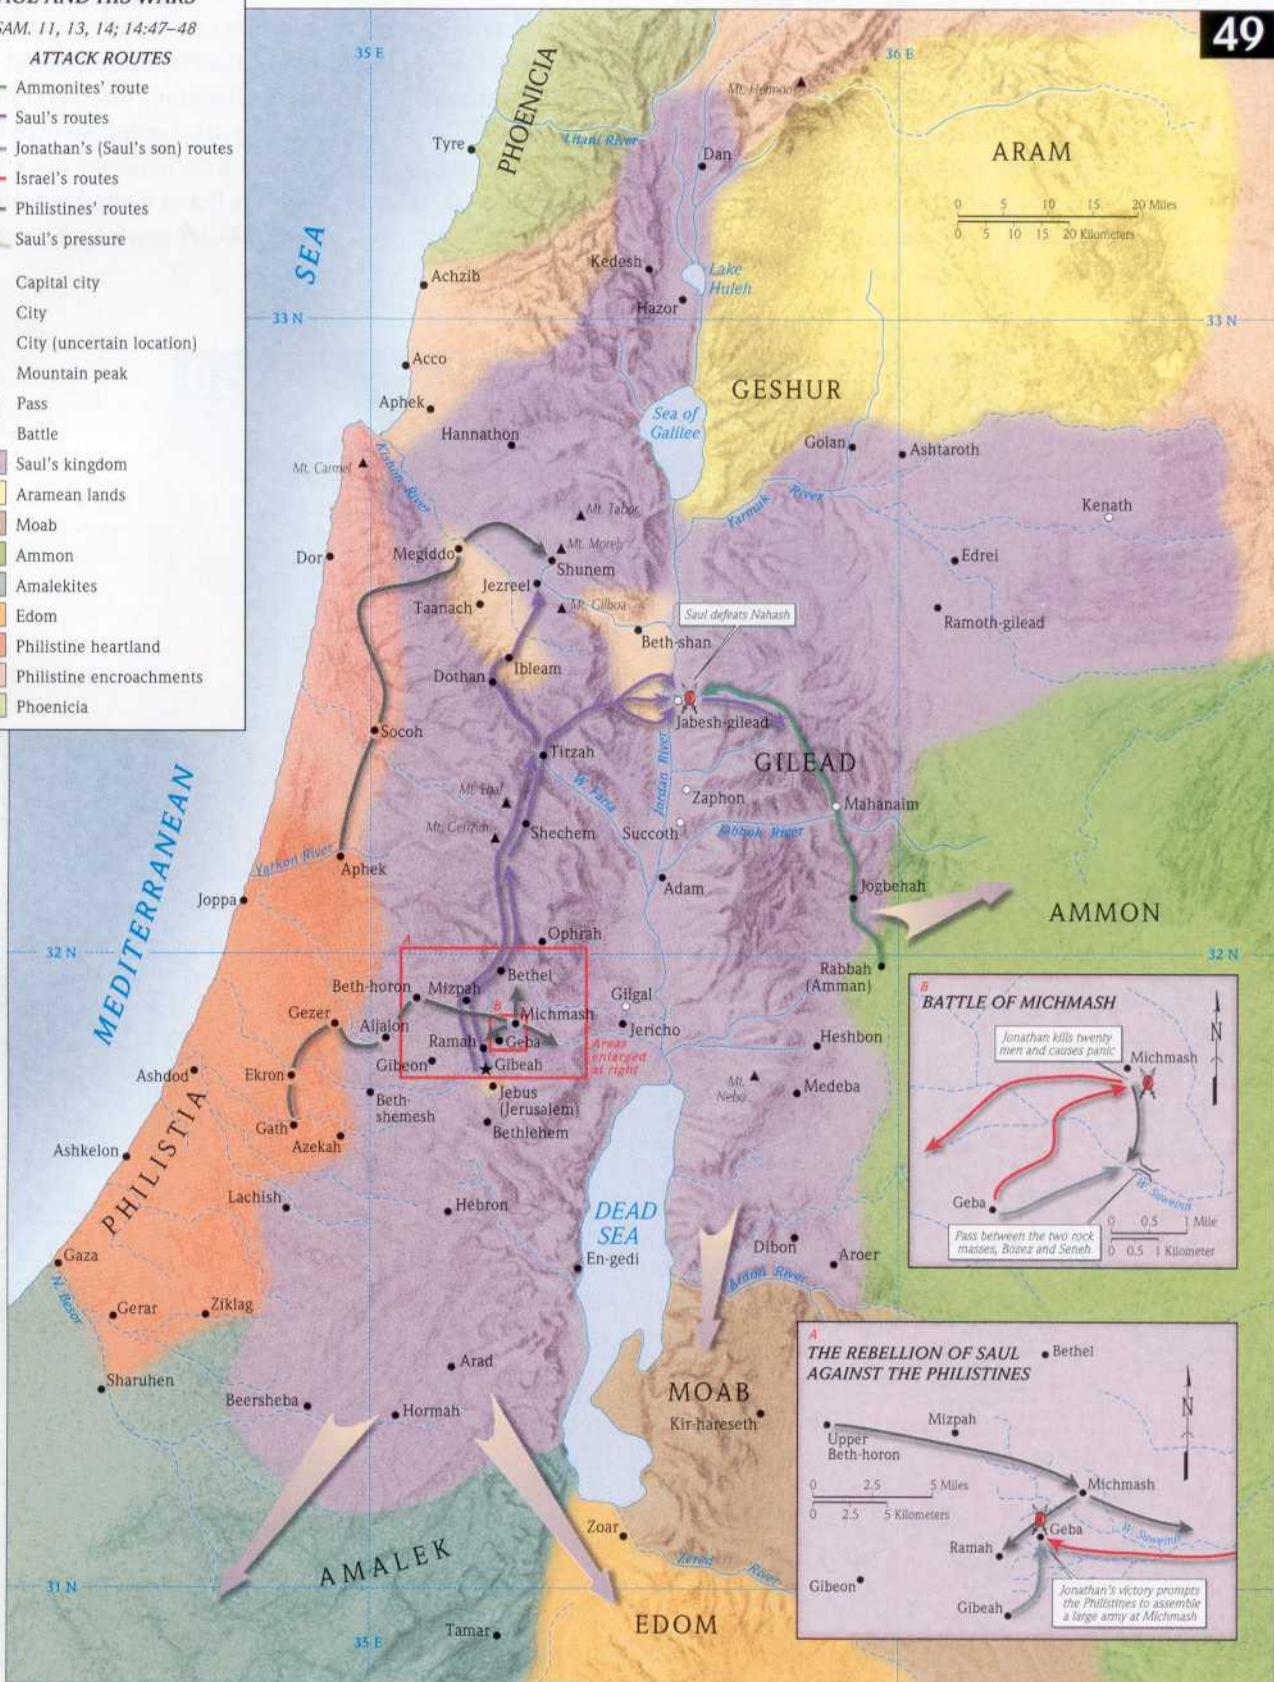 AND HIS WARS
SAM. 11, 13, 14; 14:47–48
ATTACK ROUTES
Ammonites' route
Saul's routes
Jonathan's (Saul's son) routes
Israel's routes
Philistines' routes
Saul's pressure
Capital city
City
City (uncertain location)
Mountain peak
Pass
Battle
Saul's kingdom
Aramean lands
Moab
Ammon
Amalekites
Edom
Philistine heartland
Philistine encroachments
Phoenicia
49
35 E
36 E
PHOENICIA
Mt. Hermon
Litani River
Tyre
Dan
ARAM
0 5 10 15 20 Miles
0 5 10 15 20 Kilometers
SEA
Kedesh
Lake
Huleh
Achzib
Hazor
33 N
33 N
Acco
GESHUR
Aphek
Sea of
Galilee
Hannathon
Golan
Ashtaroth
Mt. Carmel
Kishon River
Yarmuk River
Kenath
Mt. Tabor
Dor
Megiddo
Mt. Moreh
Shunem
Edrei
Jezreel
Taanach
Mt. Gilboa
Saul defeats Nahash
Ramoth-gilead
Beth-shan
Ibleam
Dothan
Jabesh-gilead
Socoh
Tirzah
GILEAD
Jordan River
W. Faria
Mt. Ebal
Zaphon
Mahanaim
Mt. Gerizim
Shechem
Succoth
Jabbok River
MEDITERRANEAN
Yarkon River
Aphek
Adam
Jogbehah
Joppa
AMMON
Ophrah
32 N
A
32 N
Bethel
Rabbah
(Amman)
Beth-horon
Mizpah
Gilgal
B
Michmash
Gezer
Aijalon
Jericho
Ramah
Geba
Areas
enlarged
at right
Heshbon
Gibeon
Gibeah
Ashdod
Ekron
Mt.
Nebo
Medeba
Jebus
(Jerusalem)
Beth-
shemesh
Bethlehem
Gath
Azekah
Ashkelon
PHILISTIA
Lachish
Hebron
DEAD
SEA
Dibon
Aroer
Gaza
En-gedi
Arnon River
N. Besor
Gerar
Ziklag
Arad
Sharuhen
MOAB
Beersheba
Hormah
Kir-hareseth
Zoar
AMALEK
Zered River
31 N
EDOM
Tamar
35 E
B
BATTLE OF MICHMASH
N
Jonathan kills twenty
men and causes panic
Michmash
W. Suweinit
Geba
0 0.5 1 Mile
0 0.5 1 Kilometer
Pass between the two rock
masses, Bozez and Seneh
A
THE REBELLION OF SAUL
AGAINST THE PHILISTINES
Bethel
N
Mizpah
Upper
Beth-horon
0 2.5 5 Miles
0 2.5 5 Kilometers
Michmash
Geba
W. Suweinit
Ramah
Gibeon
Gibeah
Jonathan's victory prompts
the Philistines to assemble
a large army at Michmash